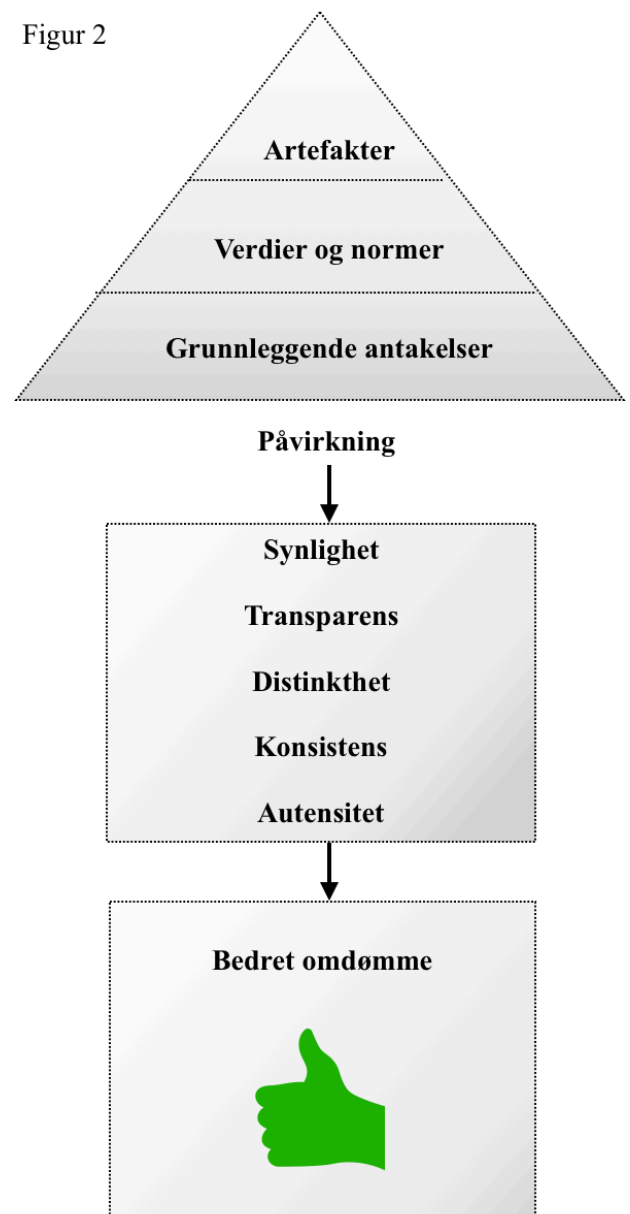 Figur 2
Artefakter
Verdier og normer
Grunnleggende antakelser
Påvirkning
Synlighet
Transparens
Distinkthet
Konsistens
Autensitet
Bedret omdømme